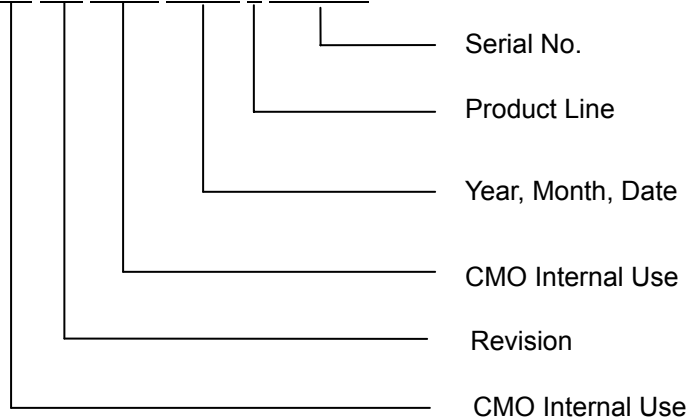 Serial No.
Product Line
Year, Month, Date
CMO Internal Use
Revision
CMO Internal Use